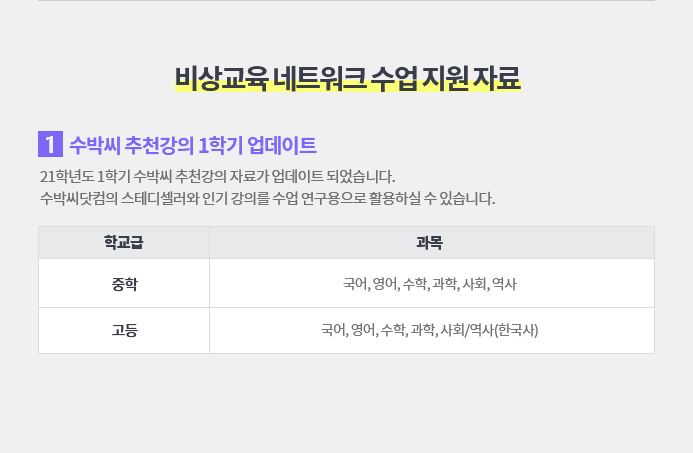 비상교육 네트워크 수업 지원 자료
1 수박씨 추천강의 1학기 업데이트
21학년도 1학기 수박씨 추천강의 자료가 업데이트 되었습니다.
수박씨닷컴의 스테디셀러와 인기 강의를 수업 연구용으로 활용하실 수 있습니다.
학교급 과목
중학 국어, 영어, 수학, 과학, 사회, 역사
고등 국어, 영어, 수학, 과학, 사회/역사(한국사)